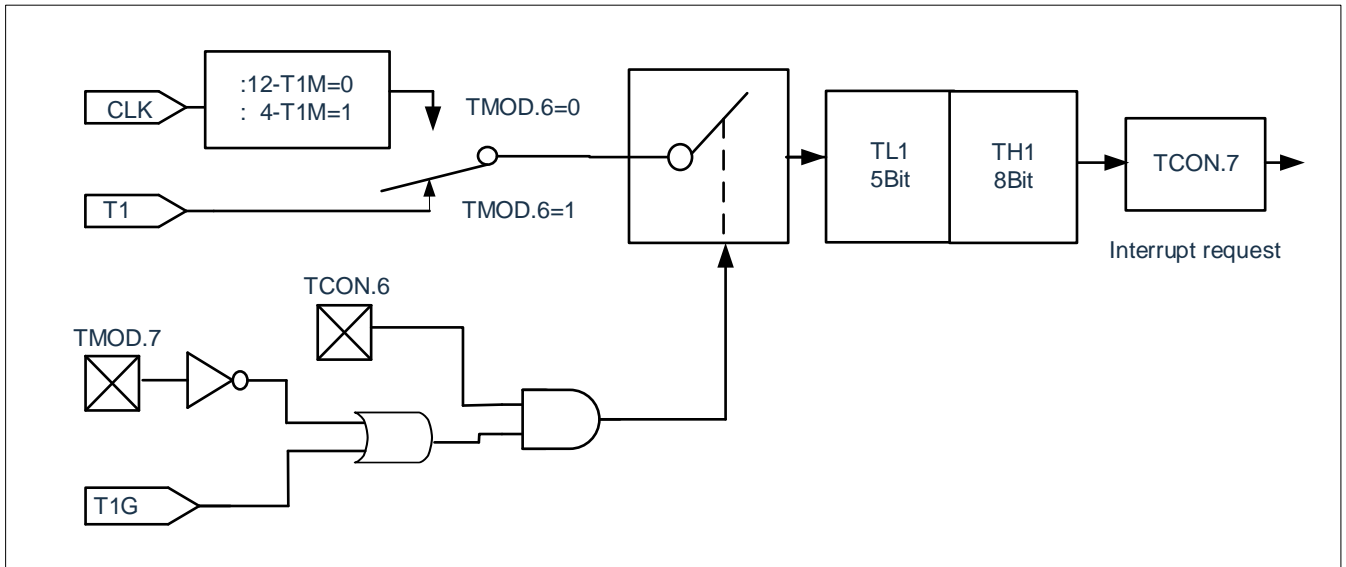 :12-T1M=0
: 4-T1M=1
CLK
TMOD.6=0
T1
TMOD.6=1
TL1
5Bit
TH1
8Bit
TCON.7
Interrupt request
TCON.6
TMOD.7
T1G